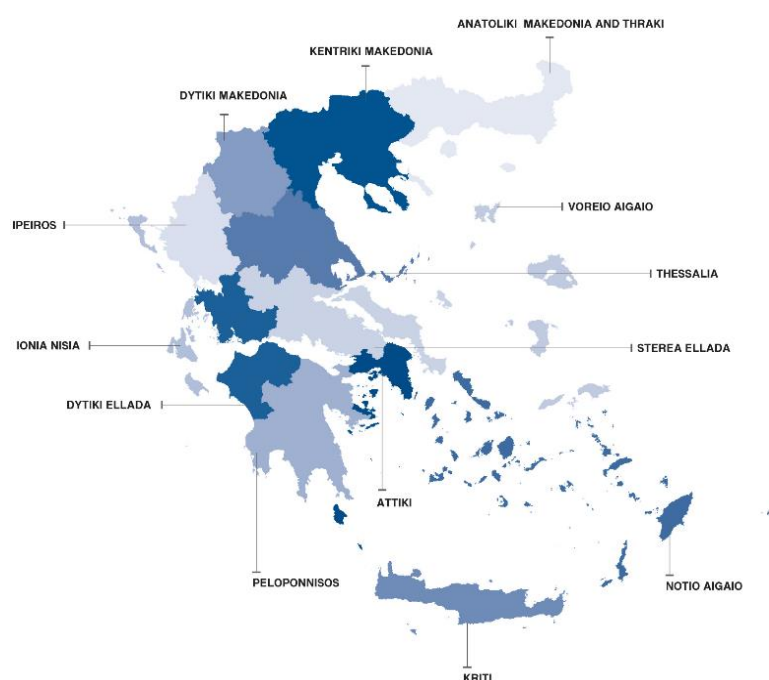 ANATOLIKI MAKEDONIA AND THRAKI
KENTRIKI MAKEDONIA
DYTIKI MAKEDONIA
VOREIO AIGAIO
IPEIROS
THESSALIA
IONIA NISIA
STEREA ELLADA
DYTIKI ELLADA
ATTIKI
PELOPONNISOS
NOTIO AIGAIO
KRITI